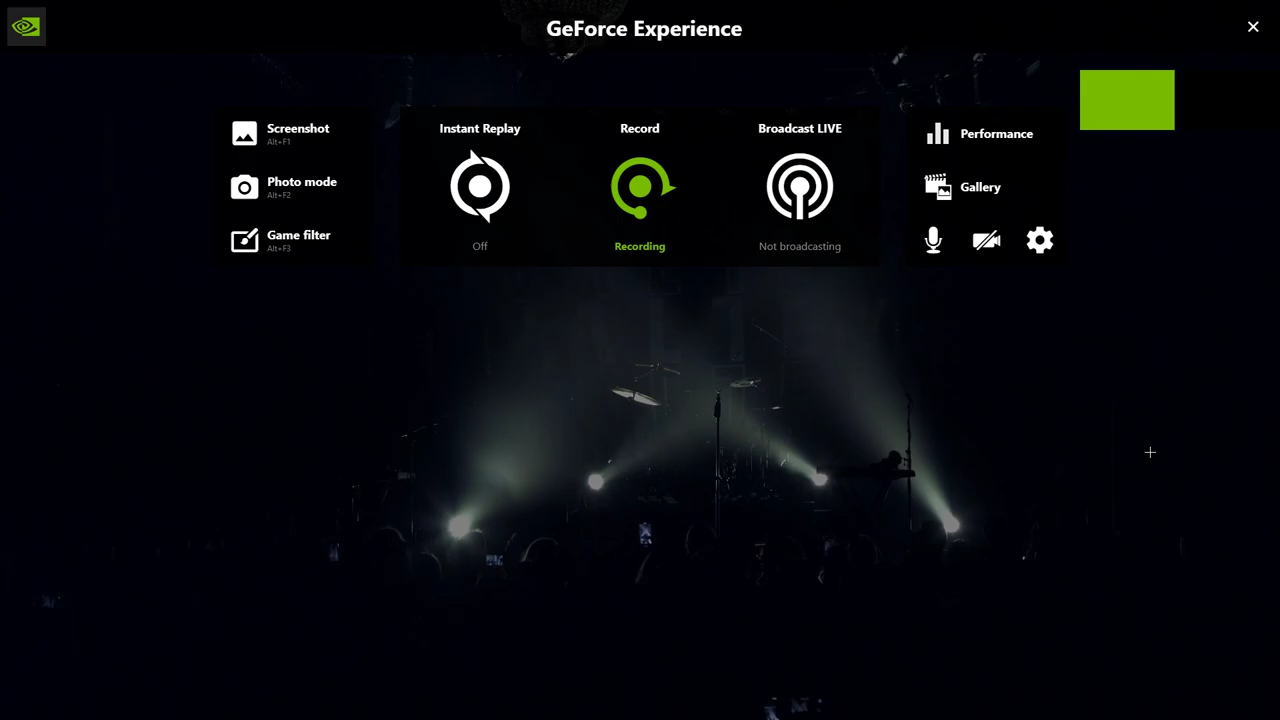 GeForce Experience
Screenshot
Alt+F1
Photo mode
Alt+F2
Game filter
Alt+F3
Instant Replay
Off
Record
Recording
Broadcast LIVE
Not broadcasting
Performance
Gallery